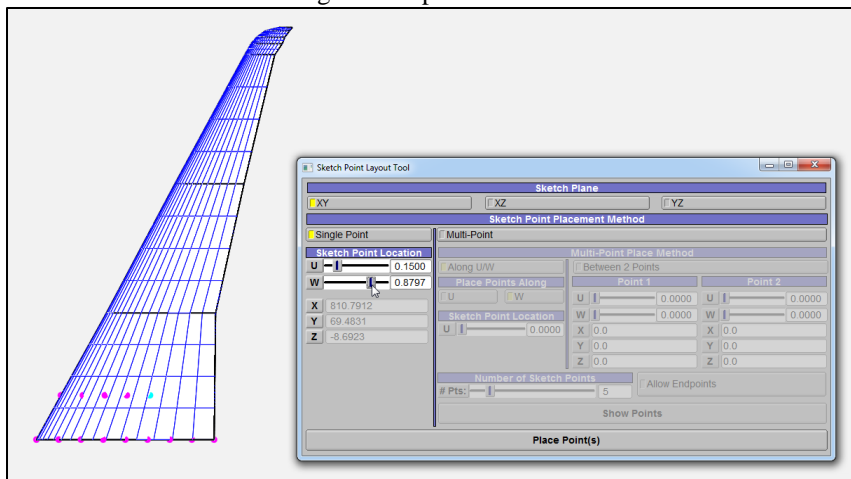 Sketch Point Layout Tool
Sketch Plane
XY XZ YZ
Sketch Point Placement Method
Single Point Multi-Point
Sketch Point Location Multi-Point Place Method
U 0.1500 Along U/W Between 2 Points
W 0.8797 Place Points Along Point 1 Point 2
U W U 0.0000 U 0.0000
X 810.7912 Sketch Point Location W 0.0000 W 0.0000
Y 69.4831 U 0.0000 X 0.0 X 0.0
Z -8.6923 Y 0.0 Y 0.0
Z 0.0 Z 0.0
Number of Sketch Points Allow Endpoints
# Pts: 5
Show Points
Place Point(s)